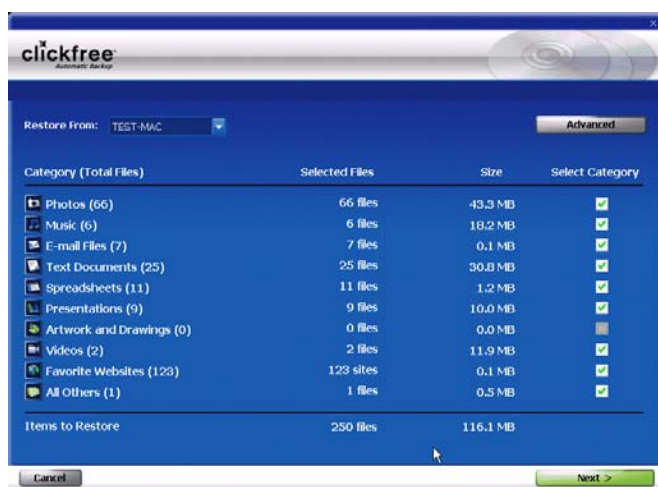 x
clickfree
Automatic Backup
Restore From: TEST-MAC
Advanced
Category (Total Files) Selected Files Size Select Category
Photos (66) 66 files 43.3 MB
Music (6) 6 files 18.2 MB
E-mail Files (7) 7 files 0.1 MB
Text Documents (25) 25 files 30.8 MB
Spreadsheets (11) 11 files 1.2 MB
Presentations (9) 9 files 10.0 MB
Artwork and Drawings (0) 0 files 0.0 MB
Videos (2) 2 files 11.9 MB
Favorite Websites (123) 123 sites 0.1 MB
All Others (1) 1 files 0.5 MB
Items to Restore 250 files 116.1 MB
Cancel Next >